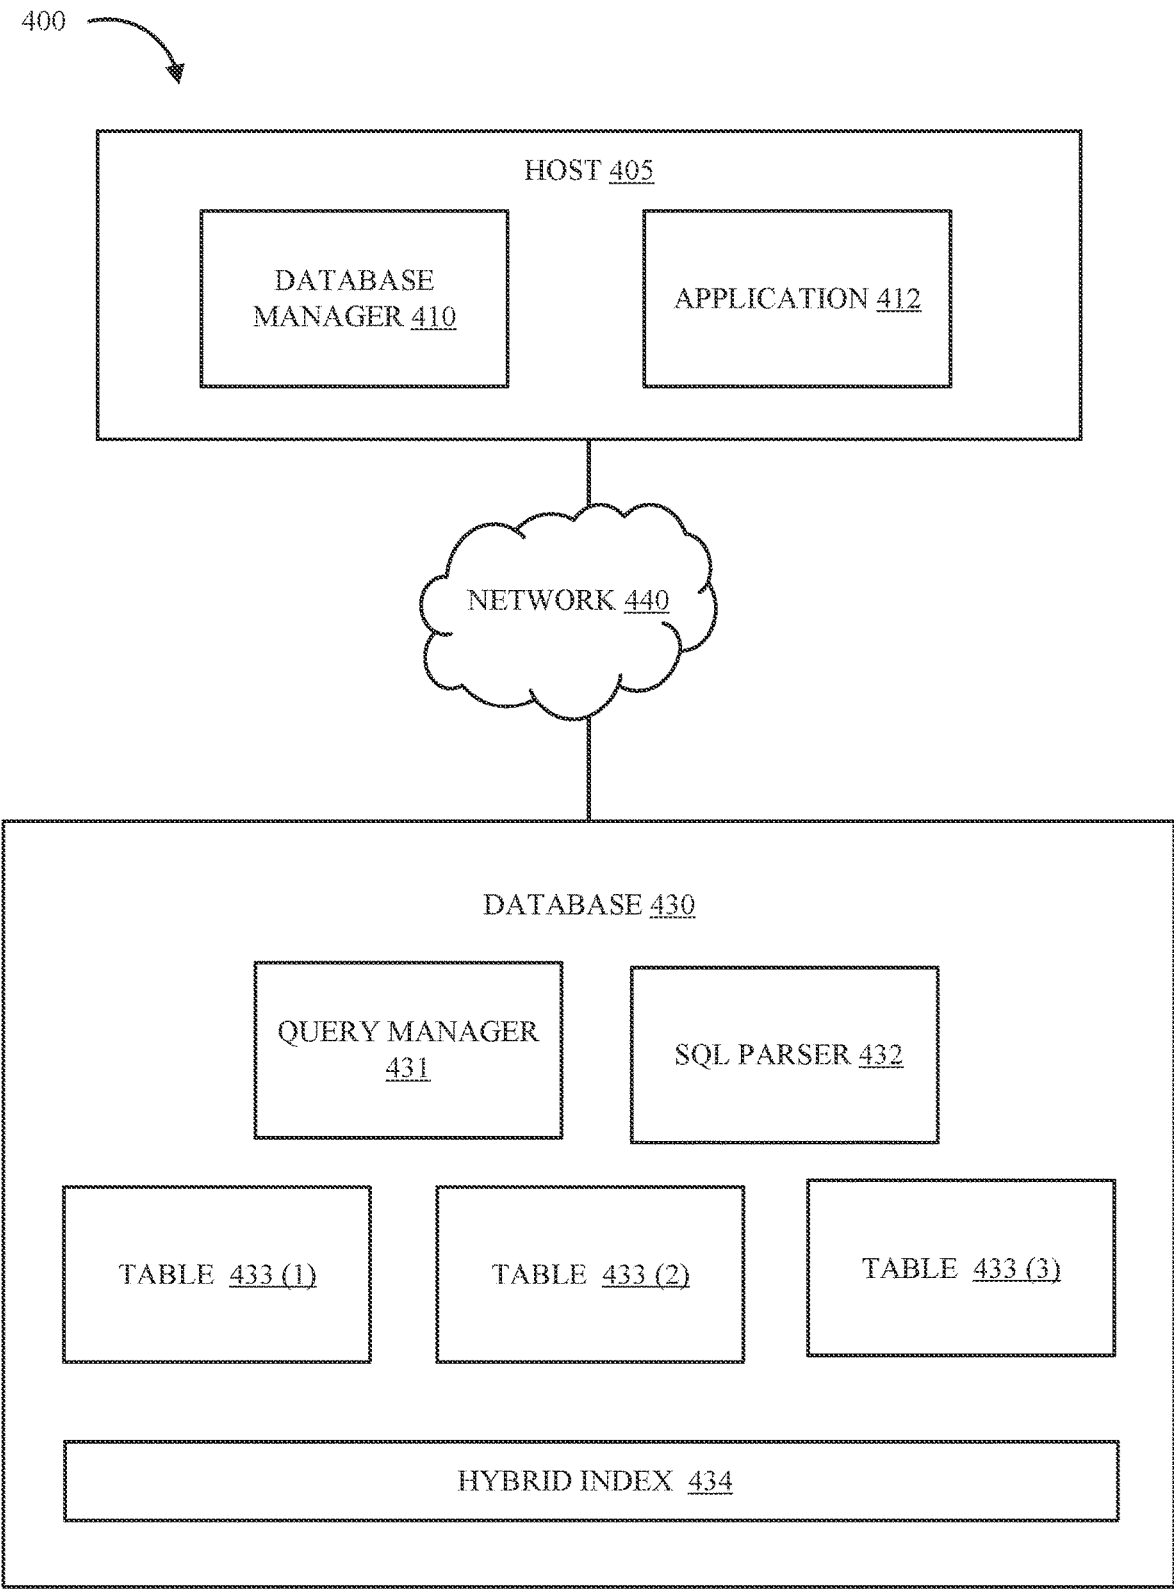 400
HOST 405
DATABASE
MANAGER 410
APPLICATION 412
NETWORK 440
DATABASE 430
QUERY MANAGER
431
SQL PARSER 432
TABLE 433 (1)
TABLE 433 (2)
TABLE 433 (3)
HYBRID INDEX 434